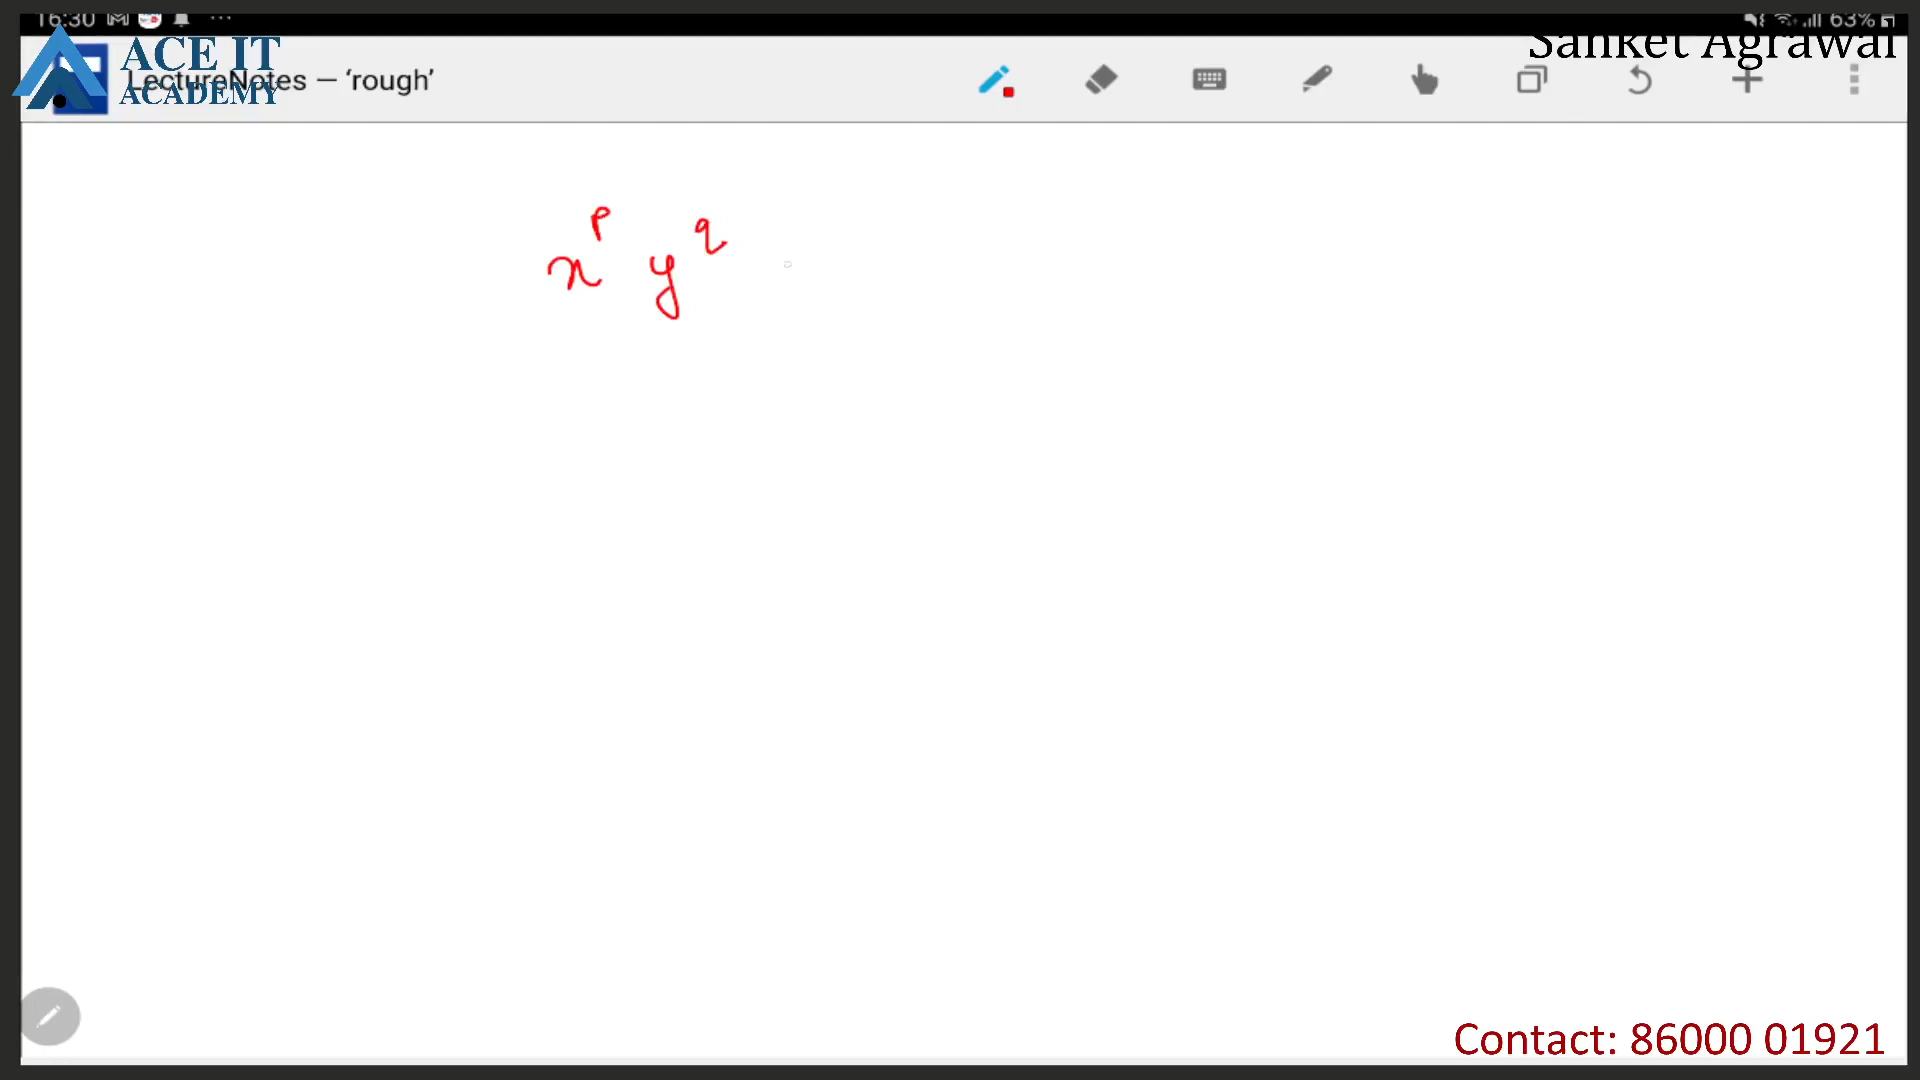 16:30 63%
Sanket Agrawal
ACE IT
ACADEMY
LectureNotes — ‘rough’
x^p y^q
Contact: 86000 01921